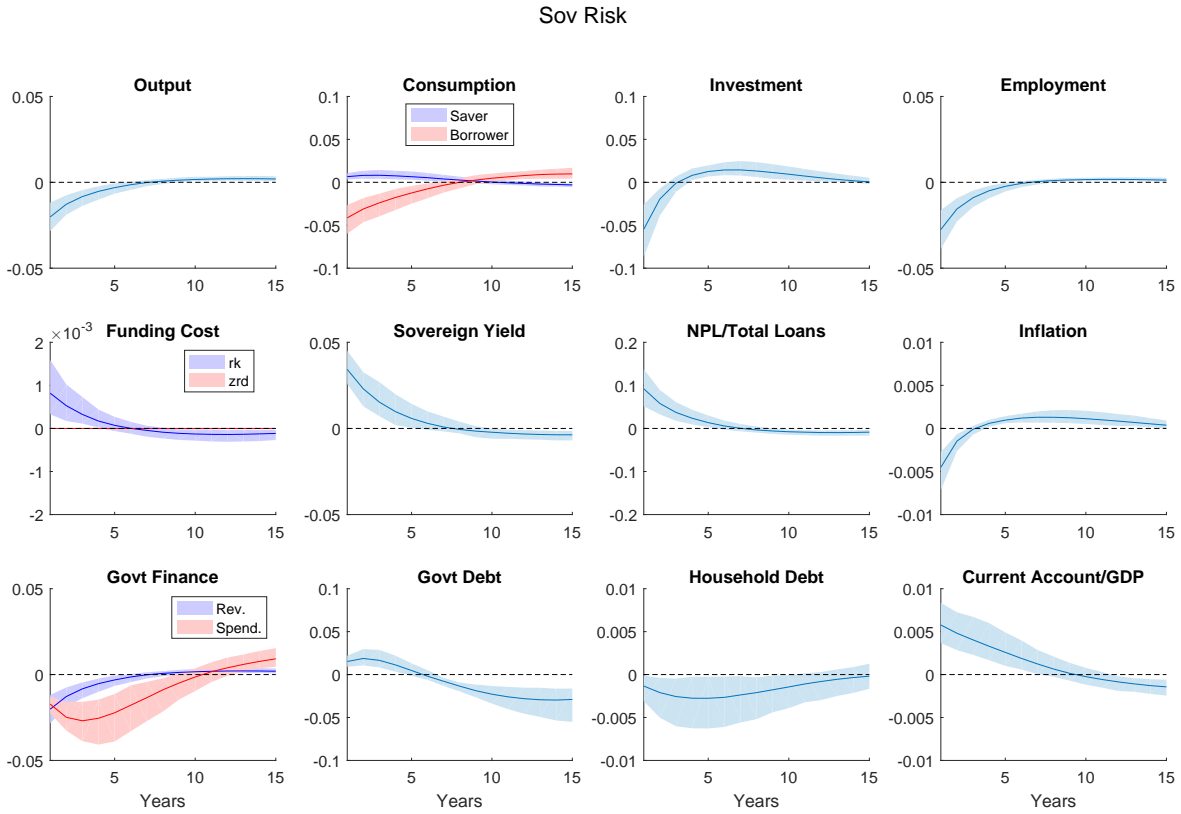 Sov Risk
Output
0.05
0
-0.05
5 10 15
Consumption
0.1
0.05
0
-0.05
-0.1
5 10 15
Saver
Borrower
Investment
0.1
0.05
0
-0.05
-0.1
5 10 15
Employment
0.05
0
-0.05
5 10 15
Funding Cost
×10-3
2
1
0
-1
-2
5 10 15
rk
zrd
Sovereign Yield
0.05
0
-0.05
5 10 15
NPL/Total Loans
0.2
0.1
0
-0.1
-0.2
5 10 15
Inflation
0.01
0.005
0
-0.005
-0.01
5 10 15
Govt Finance
0.05
0
-0.05
5 10 15
Years
Rev.
Spend.
Govt Debt
0.1
0.05
0
-0.05
-0.1
5 10 15
Years
Household Debt
0.01
0.005
0
-0.005
-0.01
5 10 15
Years
Current Account/GDP
0.01
0.005
0
-0.005
-0.01
5 10 15
Years